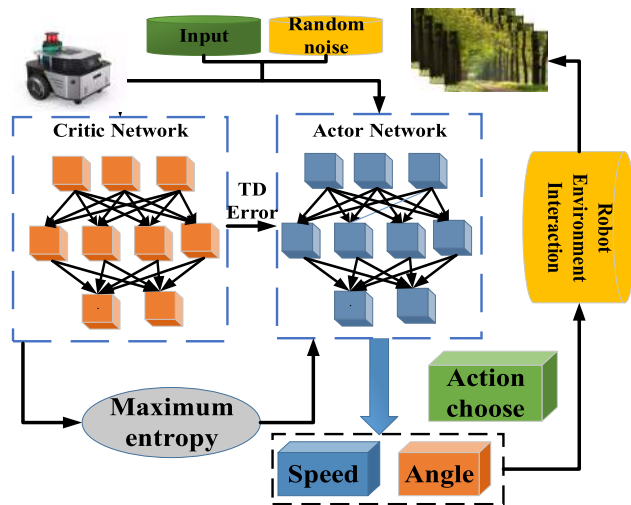 Input
Random
noise
Critic Network
Actor Network
TD
Error
Robot
Environment
Interaction
Maximum
entropy
Action
choose
Speed
Angle